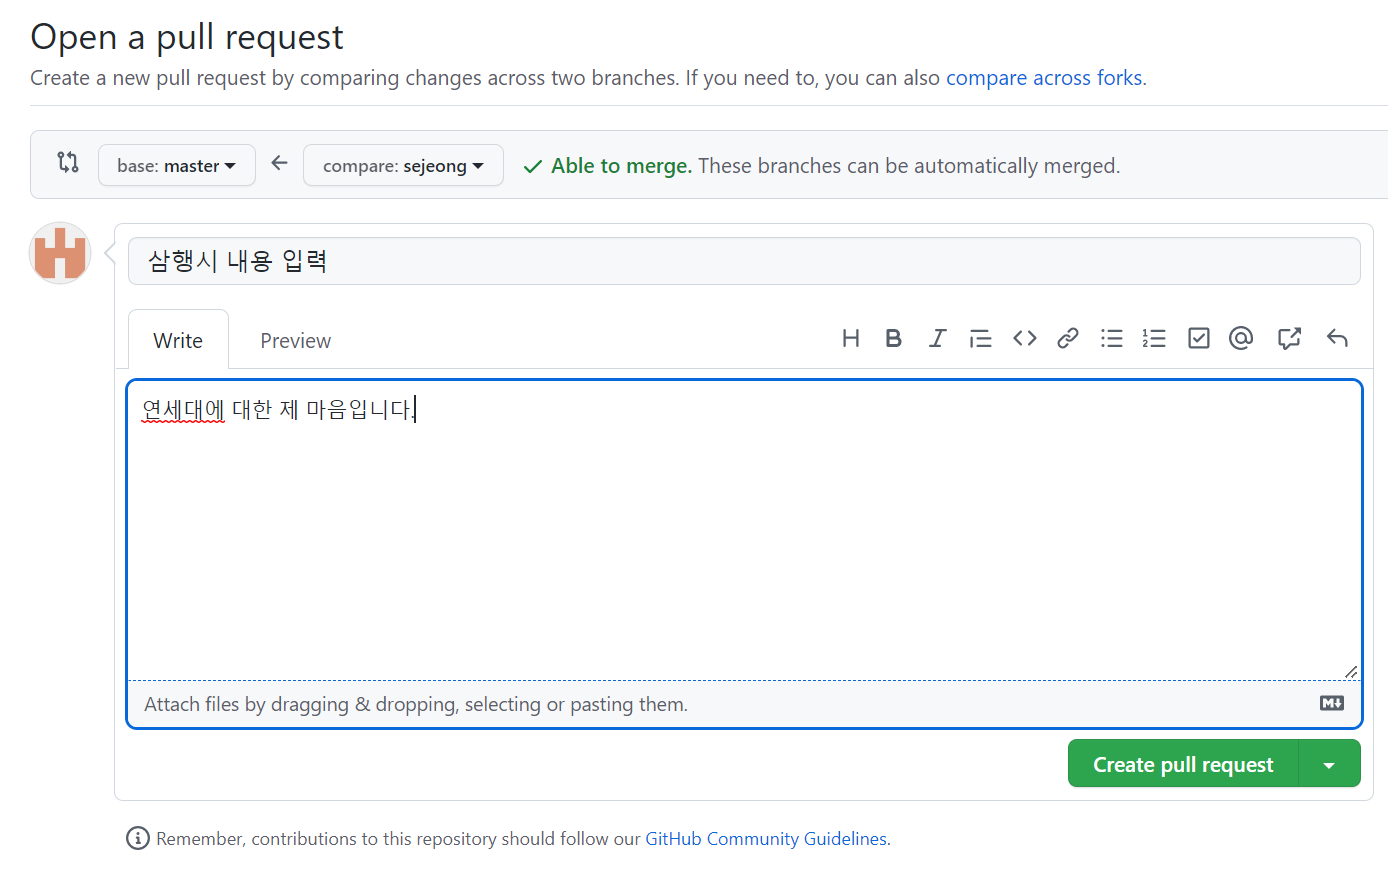 Open a pull request
Create a new pull request by comparing changes across two branches. If you need to, you can also compare across forks.
base: master
compare: sejeong
Able to merge. These branches can be automatically merged.
삼행시 내용 입력
Write
Preview
연세대에 대한 제 마음입니다.
Attach files by dragging & dropping, selecting or pasting them.
Create pull request
Remember, contributions to this repository should follow our GitHub Community Guidelines.